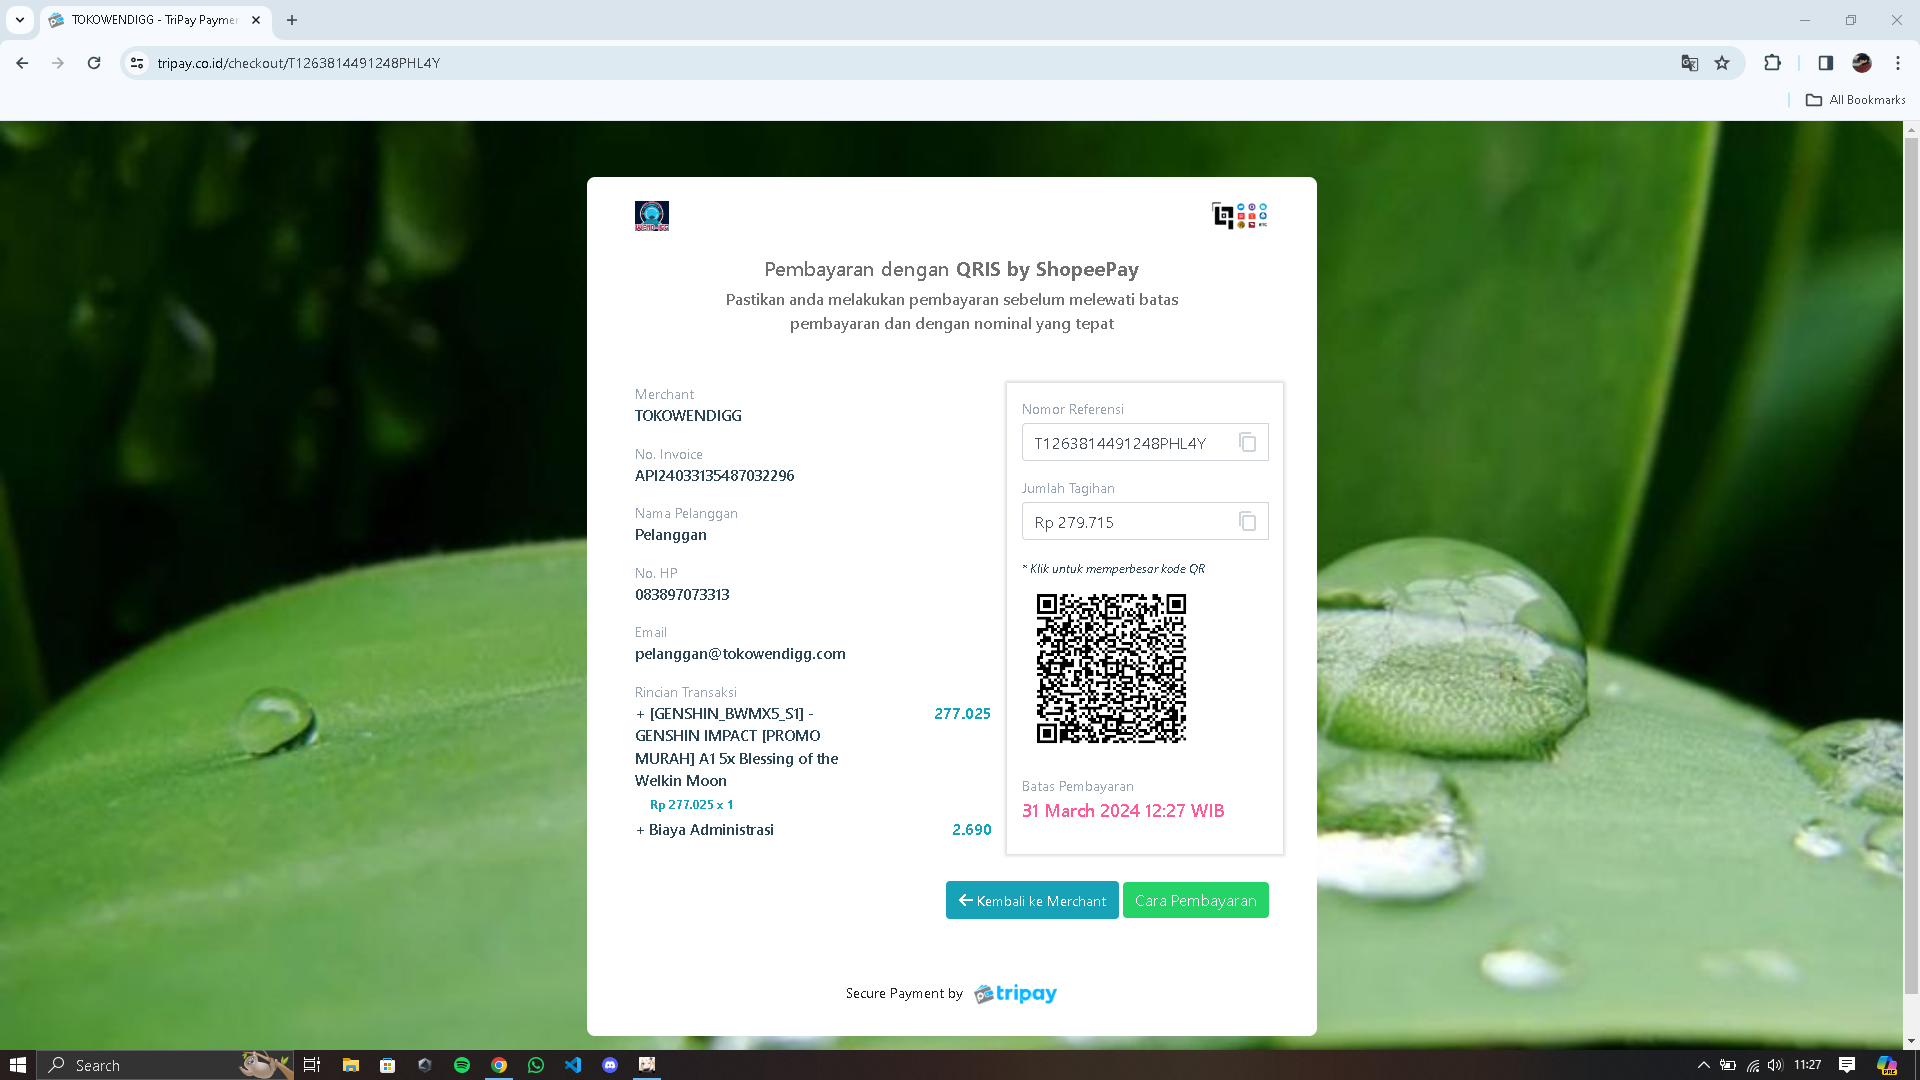 TOKOWENDIGG - TriPay Paymer
tripay.co.id/checkout/T1263814491248PHL4Y
All Bookmarks
Pembayaran dengan QRIS by ShopeePay
Pastikan anda melakukan pembayaran sebelum melewati batas
pembayaran dan dengan nominal yang tepat
Merchant
TOKOWENDIGG
No. Invoice
API24033135487032296
Nama Pelanggan
Pelanggan
No. HP
083897073313
Email
pelanggan@tokowendigg.com
Rincian Transaksi
+ [GENSHIN_BWMX5_S1] - 277.025
GENSHIN IMPACT [PROMO
MURAH] A1 5x Blessing of the
Welkin Moon
Rp 277.025 x 1
+ Biaya Administrasi 2.690
Nomor Referensi
T1263814491248PHL4Y
Jumlah Tagihan
Rp 279.715
* Klik untuk memperbesar kode QR
Batas Pembayaran
31 March 2024 12:27 WIB
Kembali ke Merchant
Cara Pembayaran
Secure Payment by tripay
Search
11:27